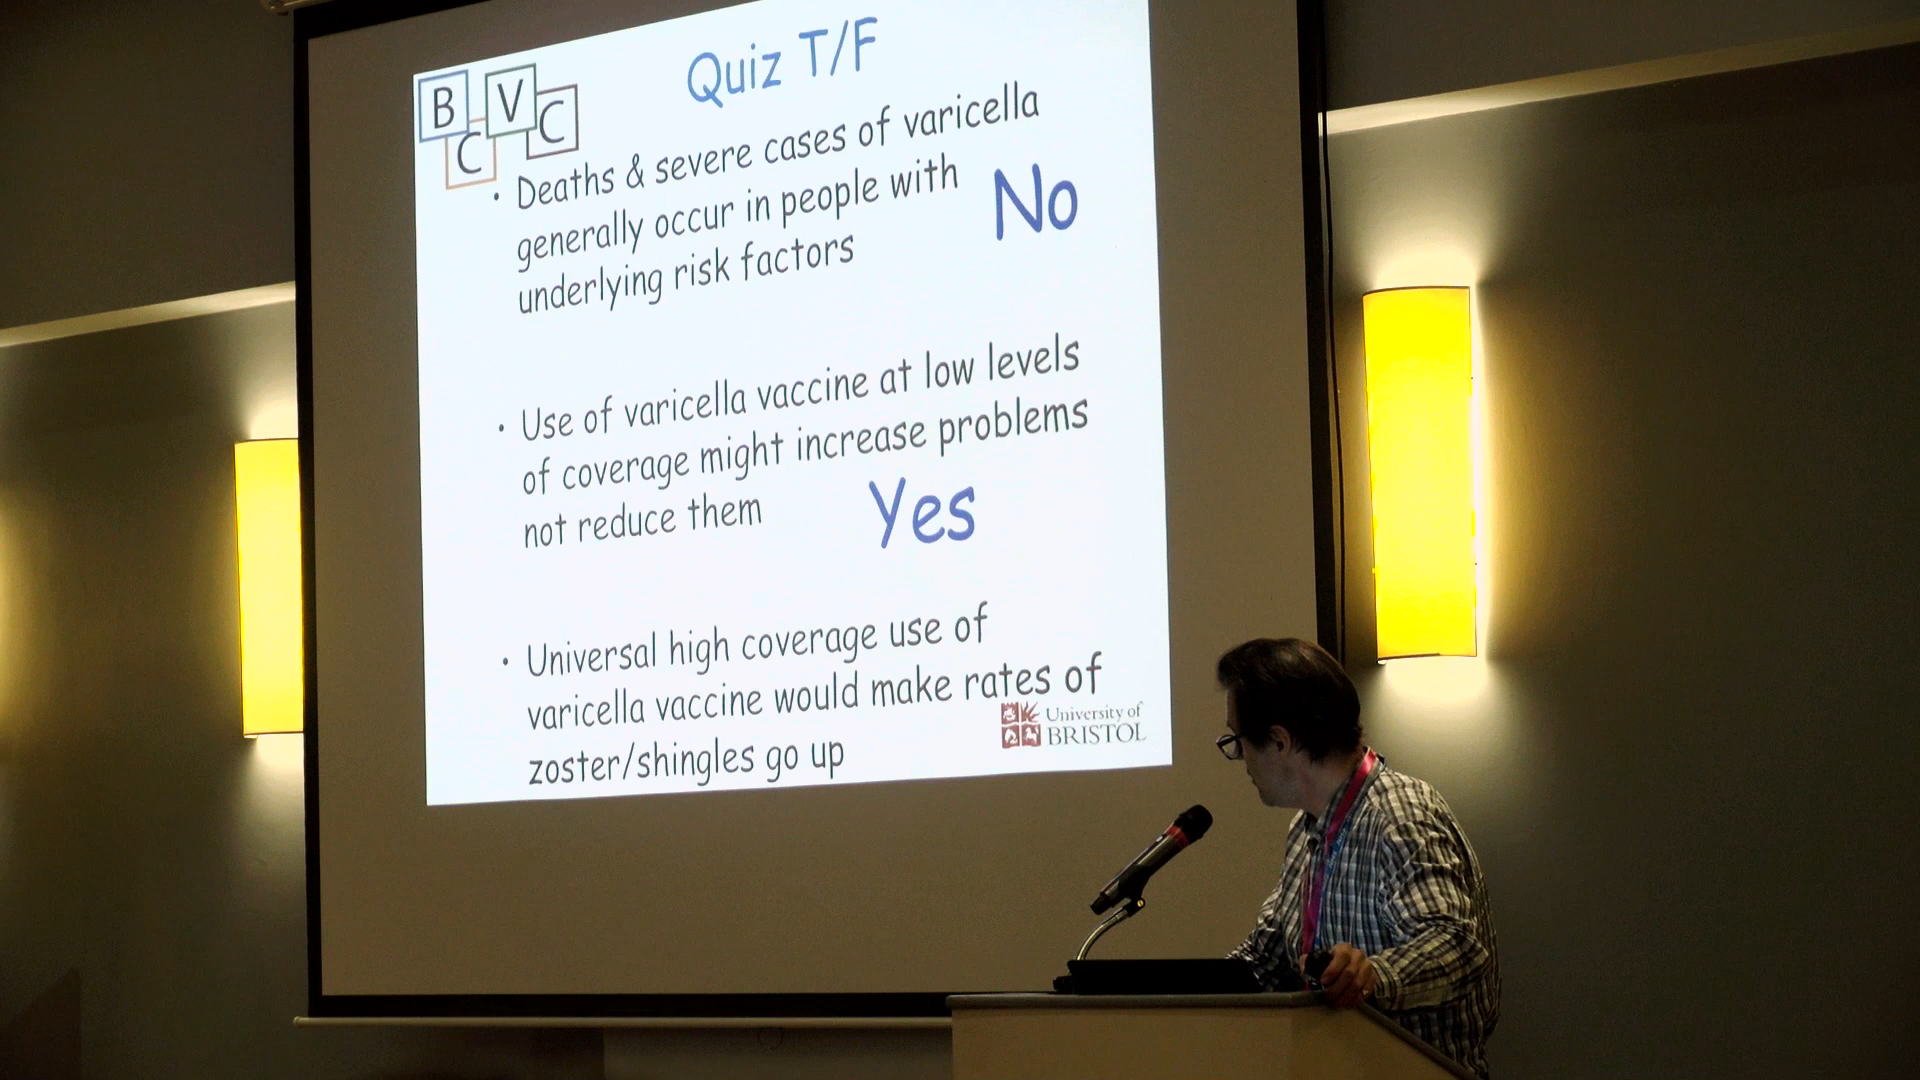 B V
C C
Quiz T/F
• Deaths & severe cases of varicella
generally occur in people with
underlying risk factors
No
• Use of varicella vaccine at low levels
of coverage might increase problems
not reduce them
Yes
• Universal high coverage use of
varicella vaccine would make rates of
zoster/shingles go up
University of
BRISTOL